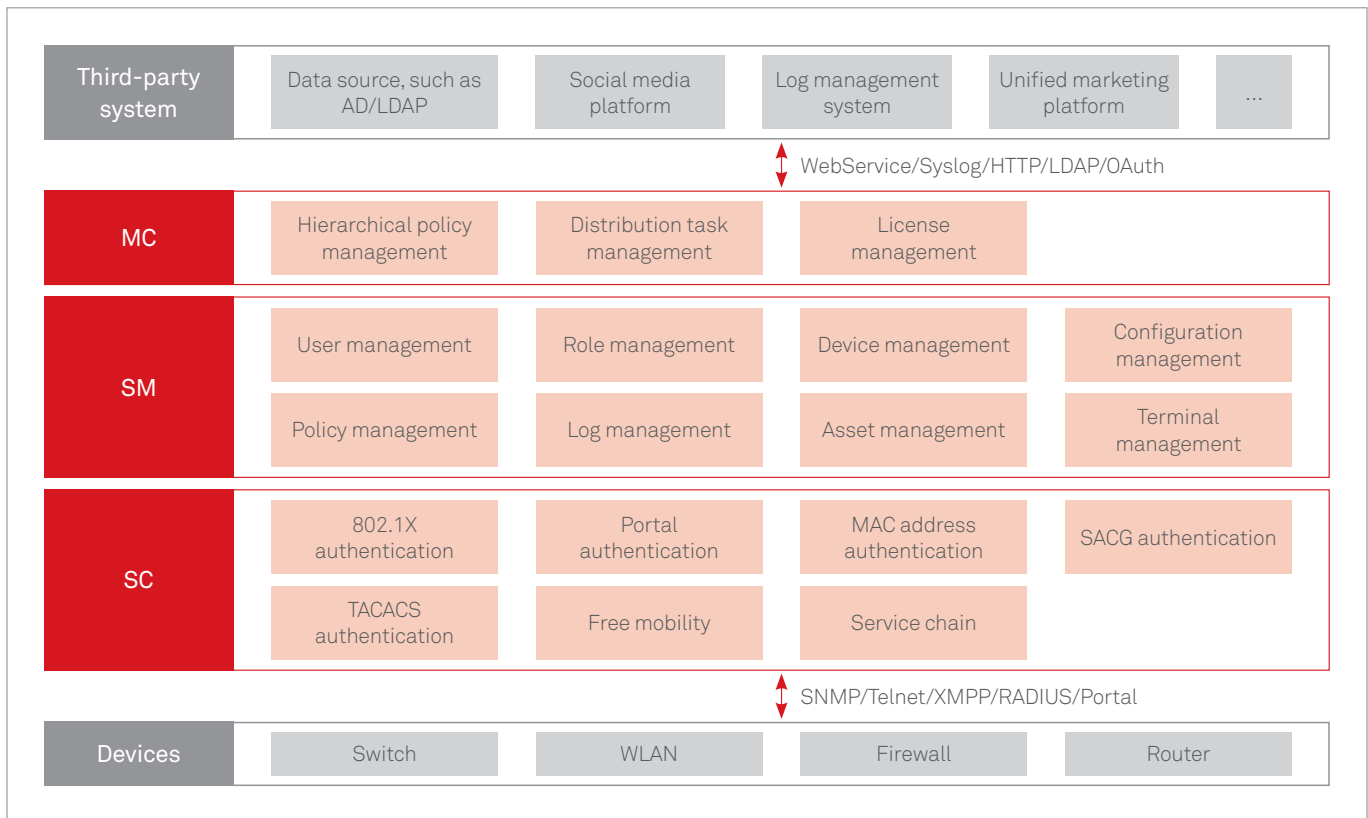 Third-party
system
Data source, such as
AD/LDAP
Social media
platform
Log management
system
Unified marketing
platform
...
WebService/Syslog/HTTP/LDAP/OAuth
MC
Hierarchical policy
management
Distribution task
management
License
management
SM
User management
Role management
Device management
Configuration
management
Policy management
Log management
Asset management
Terminal
management
SC
802.1X
authentication
Portal
authentication
MAC address
authentication
SACG authentication
TACACS
authentication
Free mobility
Service chain
SNMP/Telnet/XMPP/RADIUS/Portal
Devices
Switch
WLAN
Firewall
Router